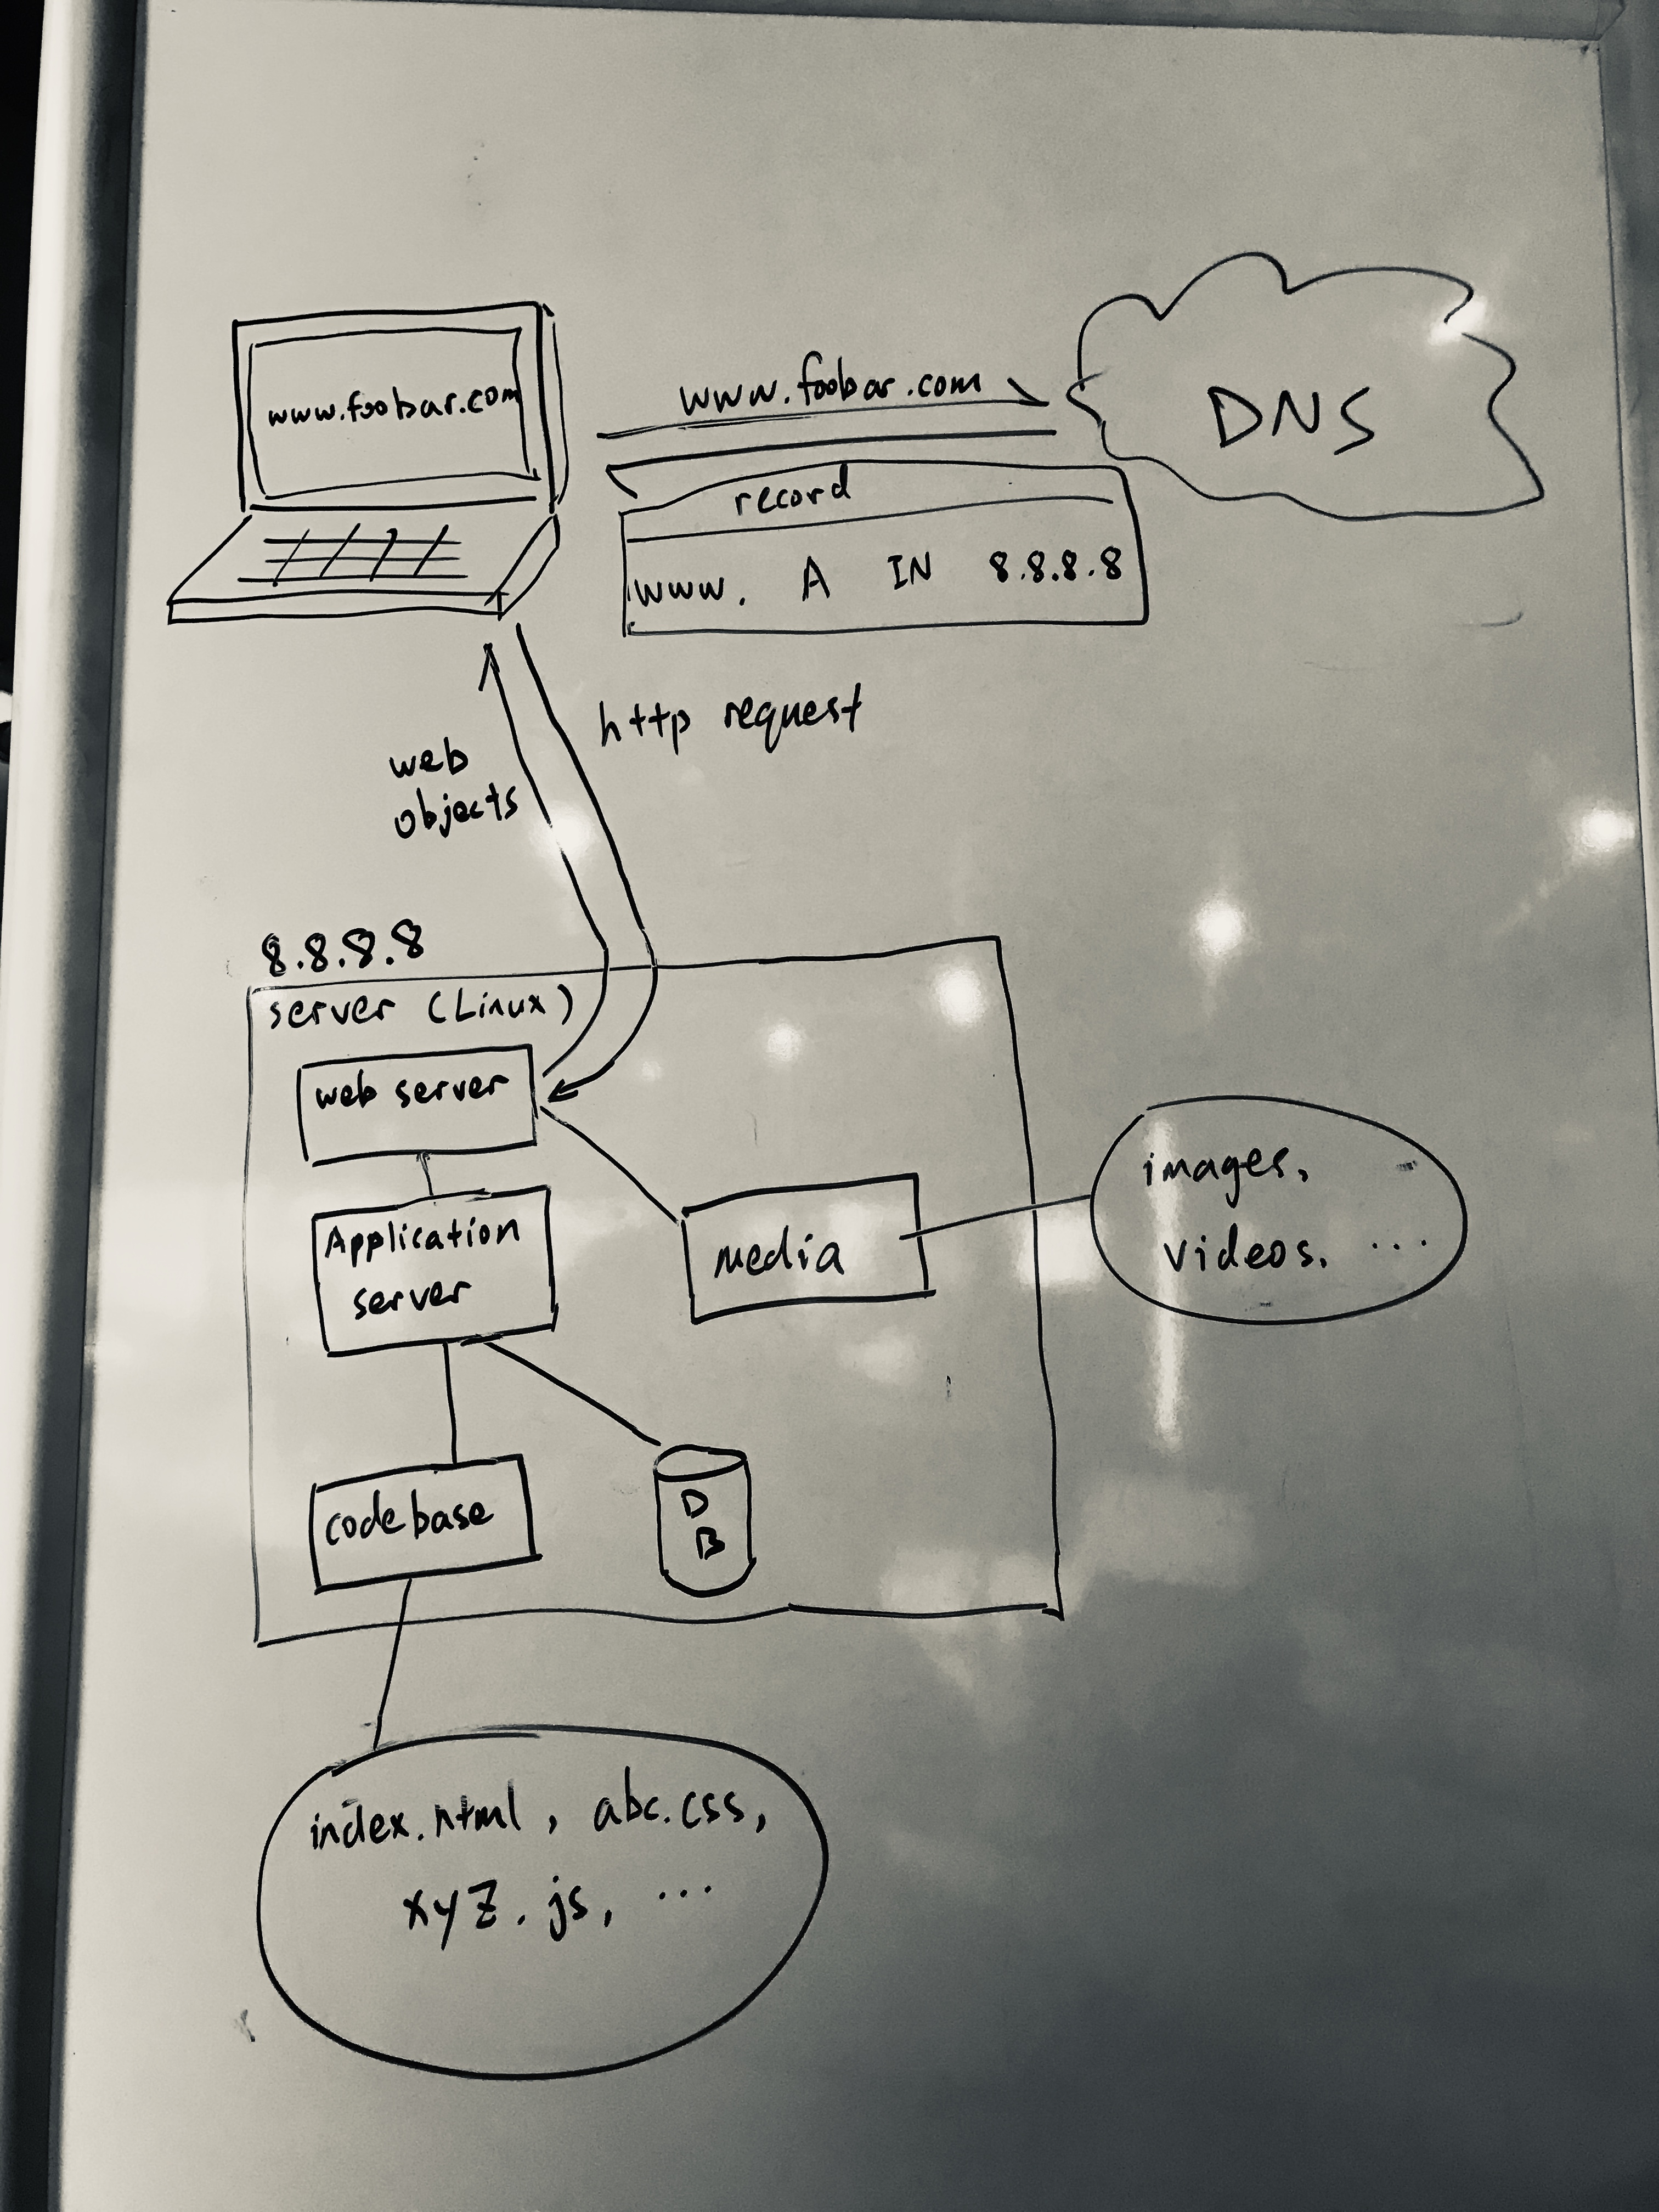 www.foobar.com
www.foobar.com
DNS
record
www. A IN 8.8.8.8
http request
web
objects
8.8.8.8
server (Linux)
web server
Application
server
media
images,
videos, ...
codebase
D
B
index.html, abc.css,
xyz.js, ...